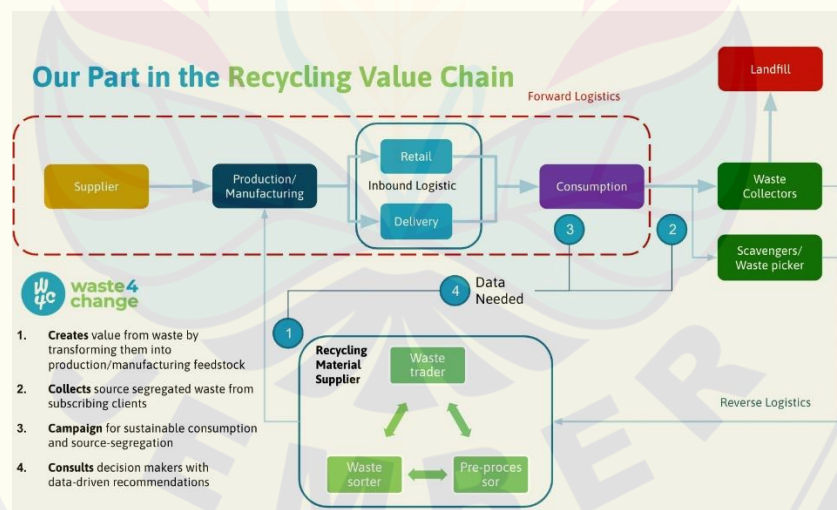 Our Part in the Recycling Value Chain
Landfill
Forward Logistics
Supplier
Production/
Manufacturing
Retail
Inbound Logistic
Delivery
Consumption
Waste
Collectors
Scavengers/
Waste picker
3
2
4
Data
Needed
1
W4C
waste4
change
1. Creates value from waste by
transforming them into
production/manufacturing feedstock
2. Collects source segregated waste from
subscribing clients
3. Campaign for sustainable consumption
and source-segregation
4. Consults decision makers with
data-driven recommendations
Recycling
Material
Supplier
Waste
trader
Waste
sorter
Pre-proces
sor
Reverse Logistics
EMBER